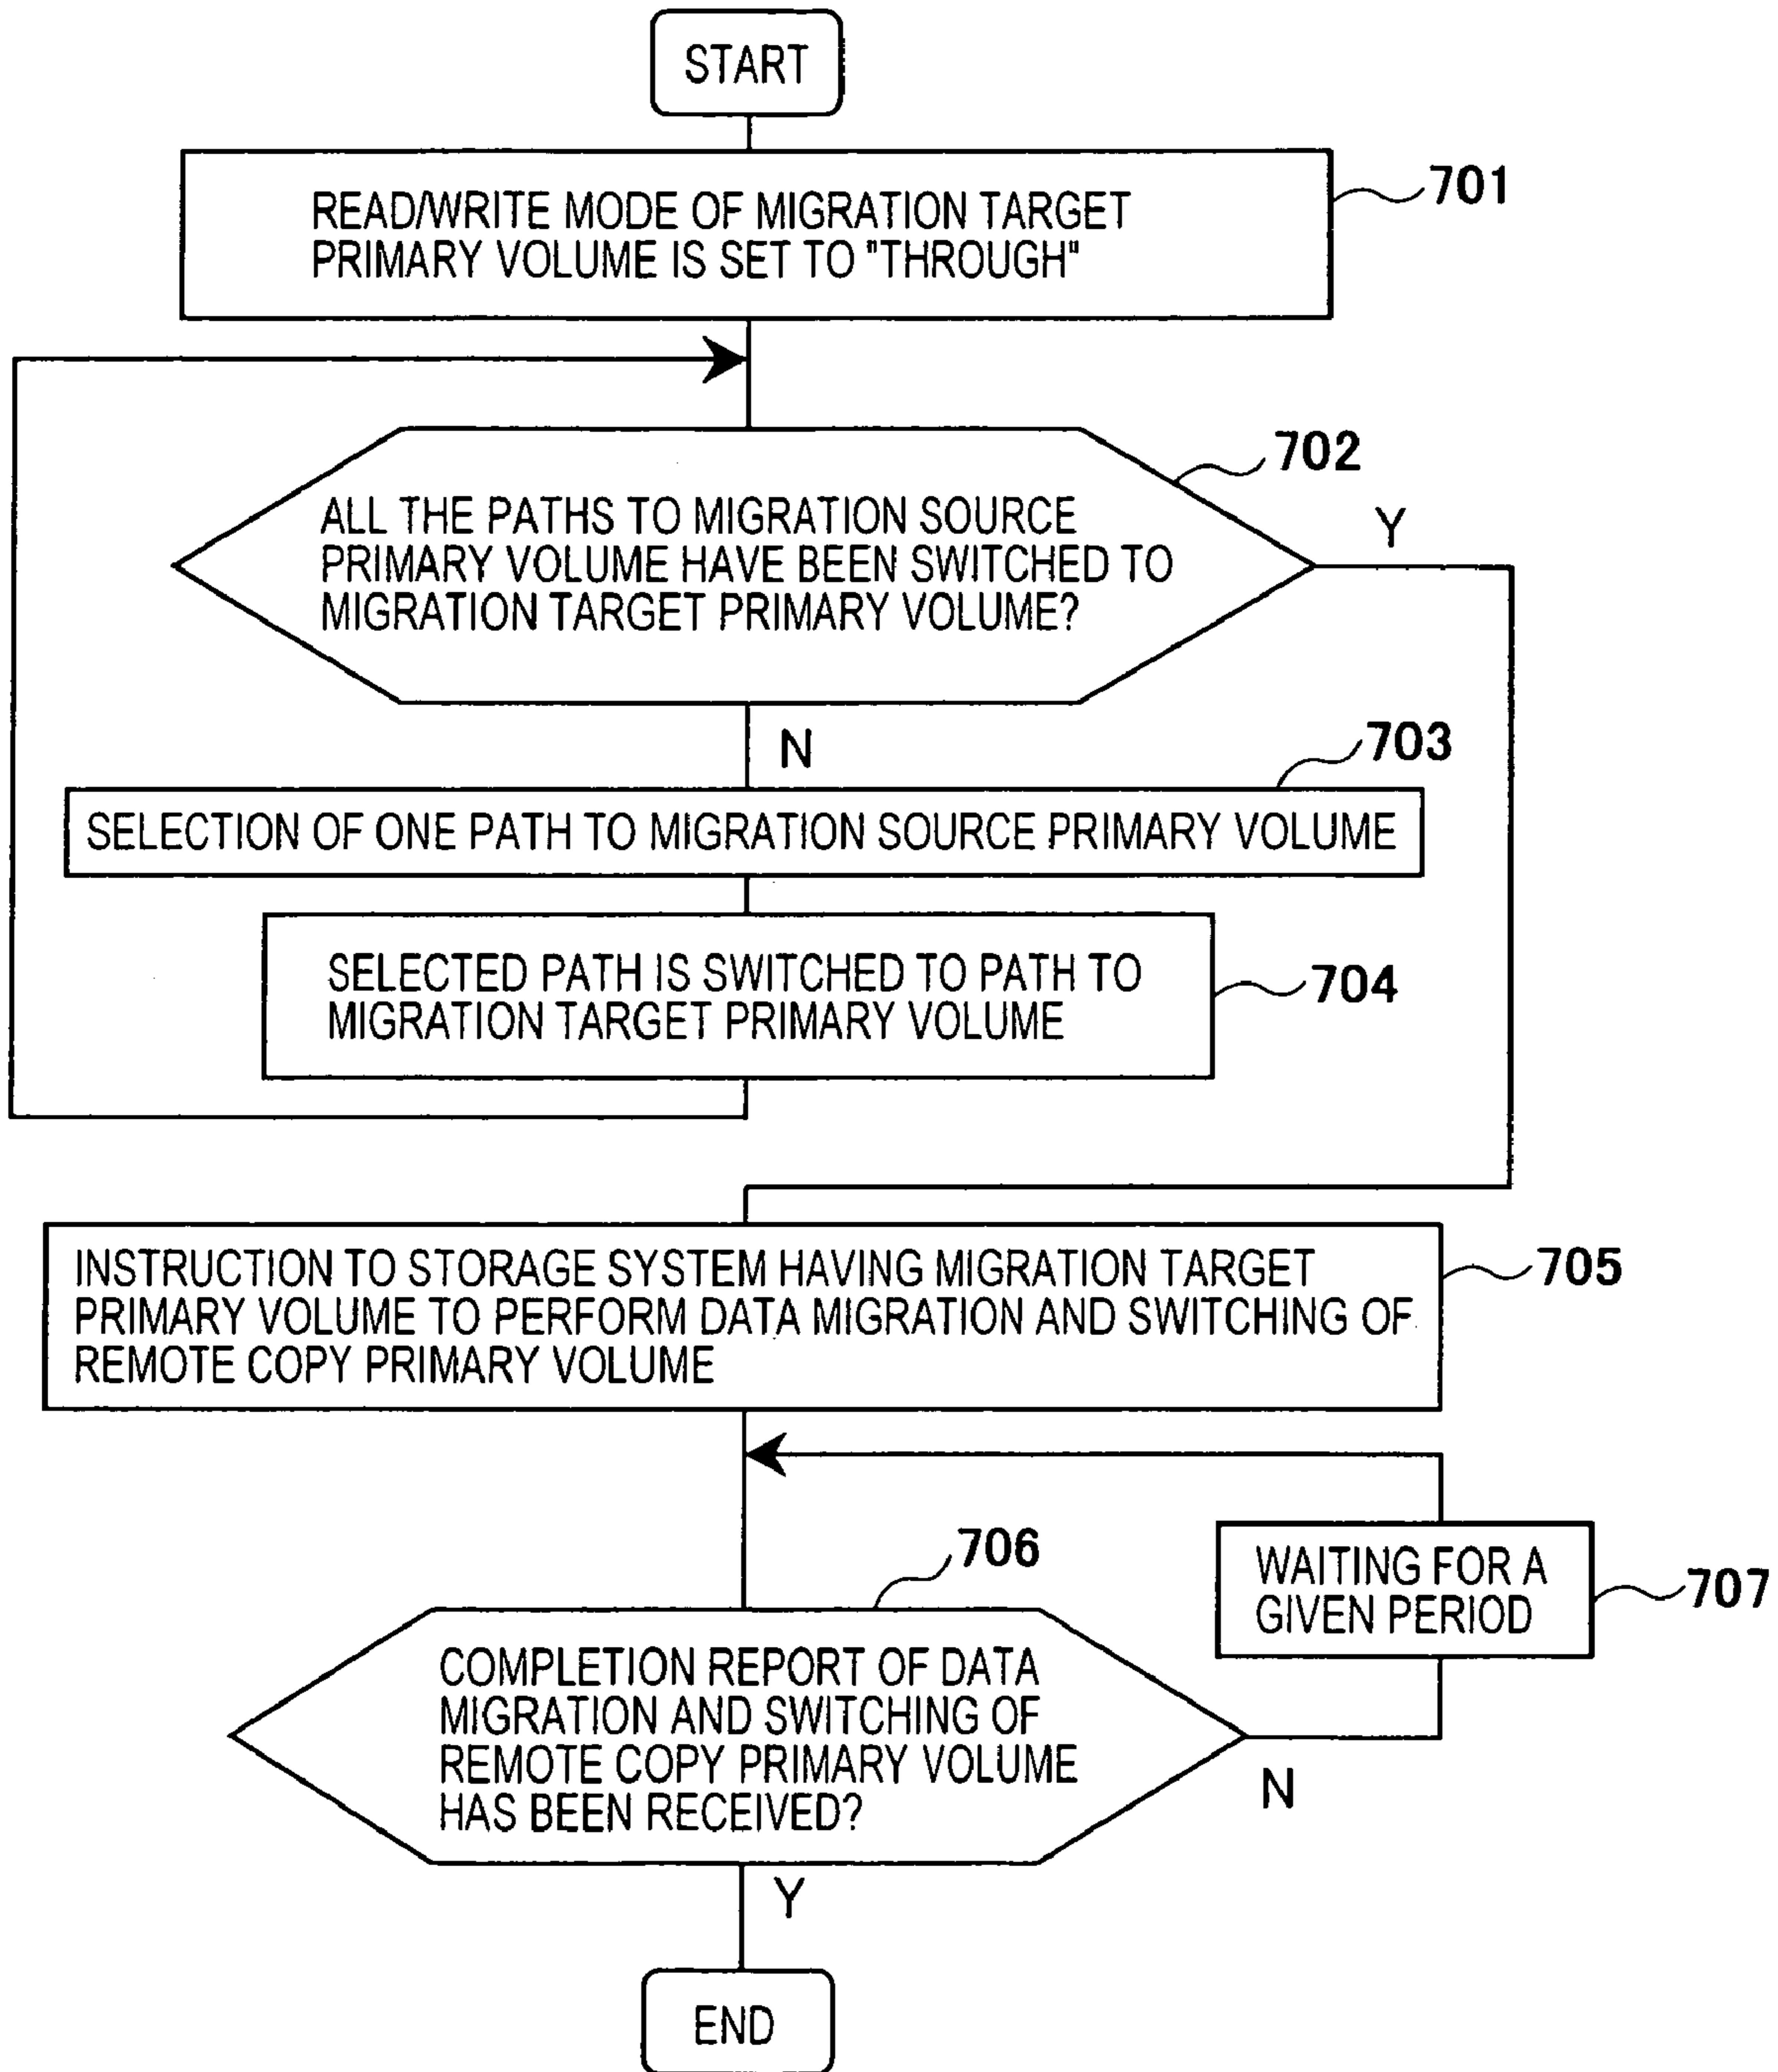 START
READ/WRITE MODE OF MIGRATION TARGET
PRIMARY VOLUME IS SET TO "THROUGH"
701
702
ALL THE PATHS TO MIGRATION SOURCE
PRIMARY VOLUME HAVE BEEN SWITCHED TO
MIGRATION TARGET PRIMARY VOLUME?
Y
N
703
SELECTION OF ONE PATH TO MIGRATION SOURCE PRIMARY VOLUME
SELECTED PATH IS SWITCHED TO PATH TO
MIGRATION TARGET PRIMARY VOLUME
704
INSTRUCTION TO STORAGE SYSTEM HAVING MIGRATION TARGET
PRIMARY VOLUME TO PERFORM DATA MIGRATION AND SWITCHING OF
REMOTE COPY PRIMARY VOLUME
705
706
WAITING FOR A
GIVEN PERIOD
707
COMPLETION REPORT OF DATA
MIGRATION AND SWITCHING OF
REMOTE COPY PRIMARY VOLUME
HAS BEEN RECEIVED?
N
Y
END